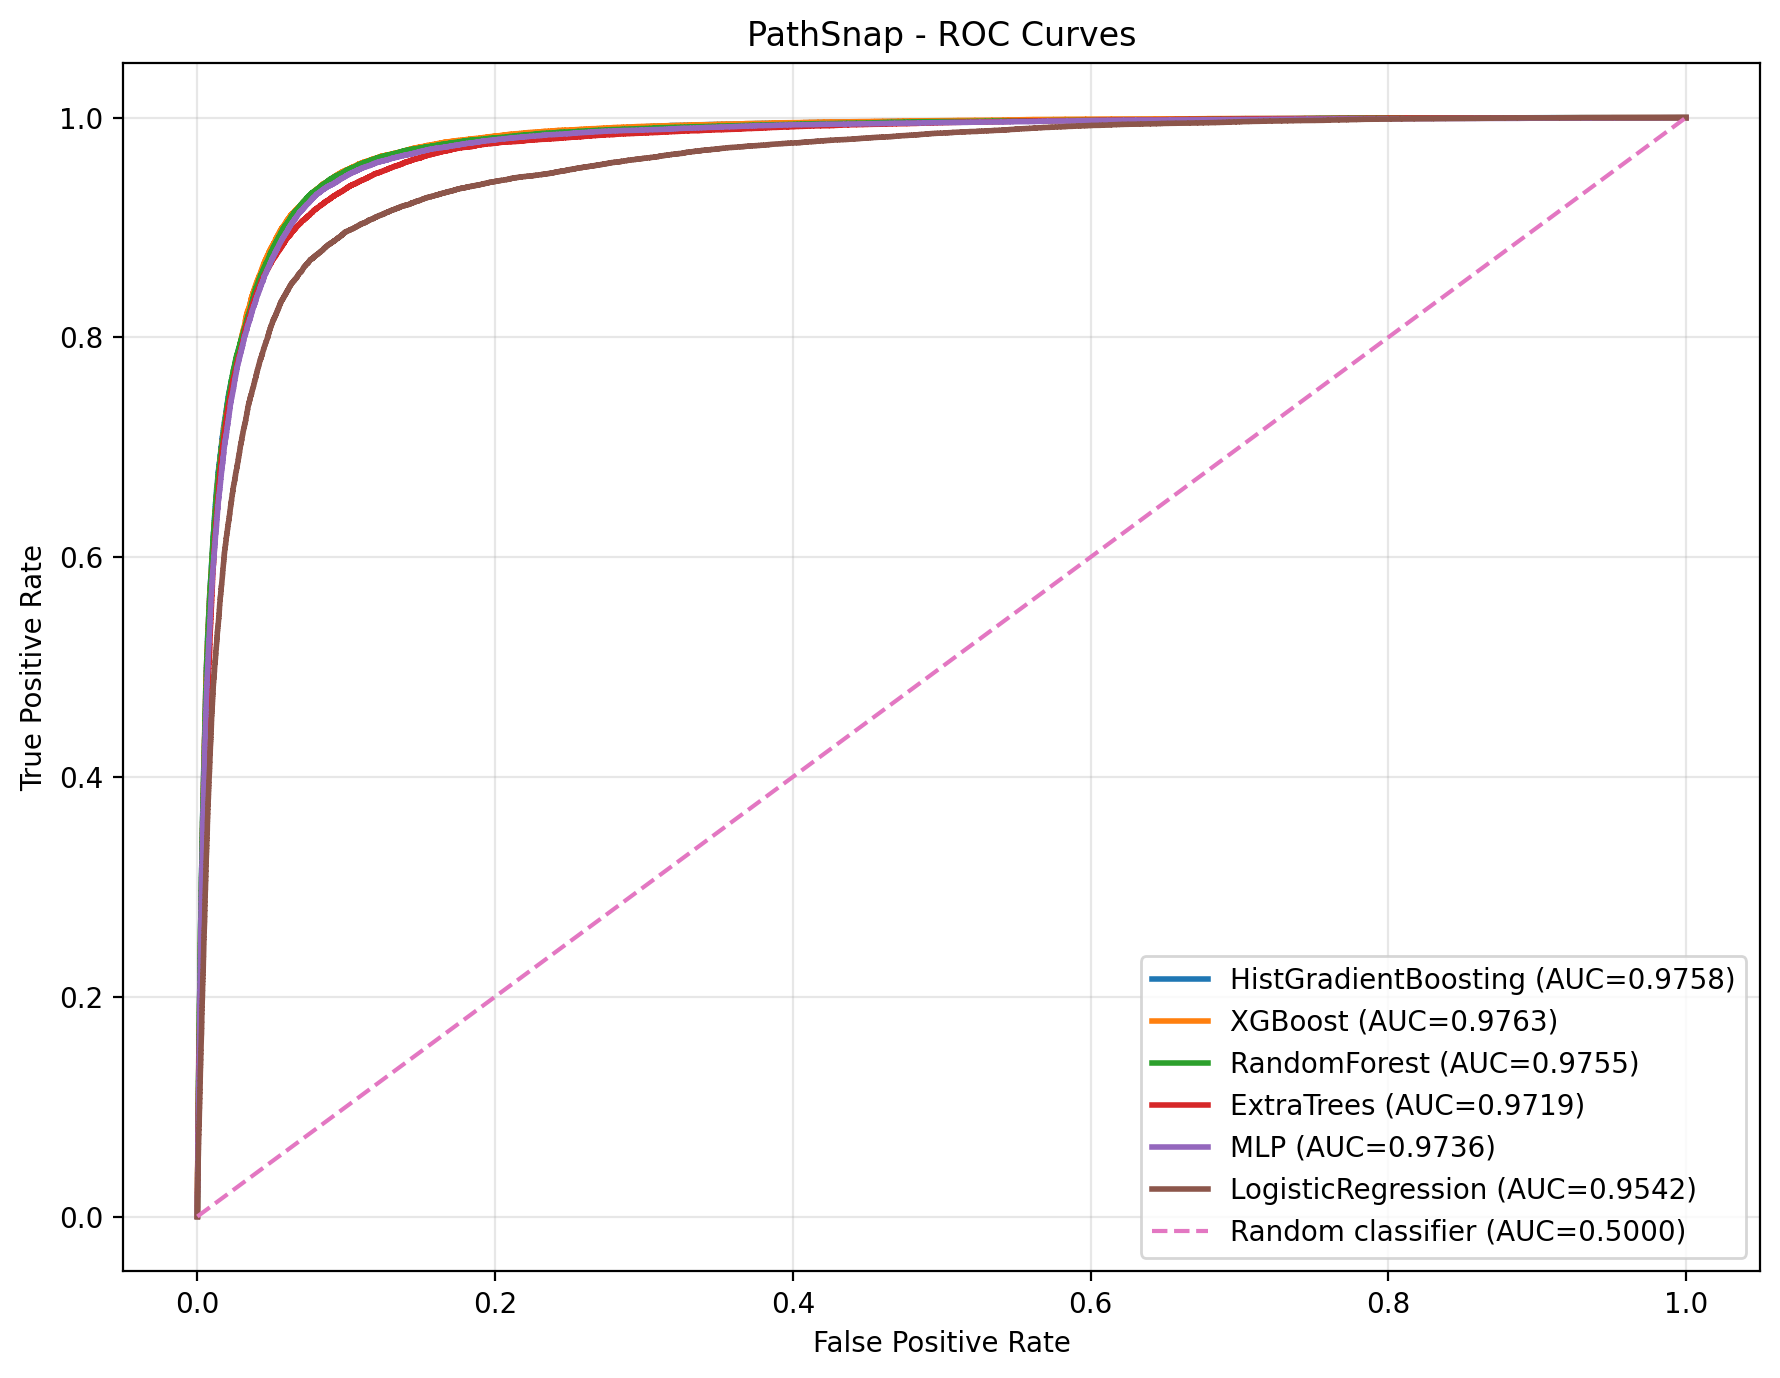 PathSnap - ROC Curves
True Positive Rate
1.0
0.8
0.6
0.4
0.2
0.0
0.0 0.2 0.4 0.6 0.8 1.0
False Positive Rate
HistGradientBoosting (AUC=0.9758)
XGBoost (AUC=0.9763)
RandomForest (AUC=0.9755)
ExtraTrees (AUC=0.9719)
MLP (AUC=0.9736)
LogisticRegression (AUC=0.9542)
Random classifier (AUC=0.5000)